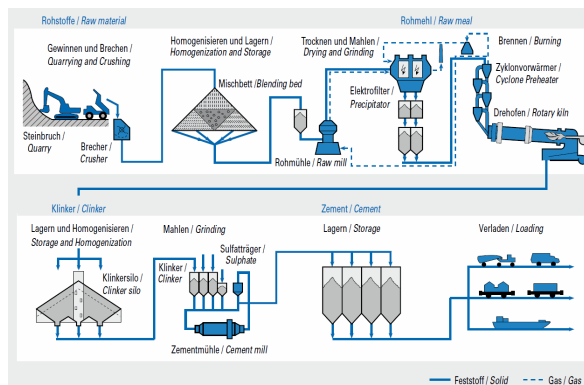 Rohstoffe / Raw material
Rohmehl / Raw meal
Gewinnen und Brechen /
Quarrying and Crushing
Homogenisieren und Lagern /
Homogenization and Storage
Trocknen und Mahlen /
Drying and Grinding
Brennen / Burning
Mischbett / Blending bed
Zyklonvorwärmer /
Cyclone Preheater
Elektrofilter /
Precipitator
Drehofen / Rotary kiln
Steinbruch /
Quarry
Brecher /
Crusher
Rohmühle / Raw mill
Klinker / Clinker
Zement / Cement
Lagern und Homogenisieren /
Storage and Homogenization
Mahlen / Grinding
Lagern / Storage
Verladen / Loading
Sulfatträger /
Sulphate
Klinkersilo /
Clinker silo
Klinker /
Clinker
Zementmühle / Cement mill
Feststoff / Solid
Gas / Gas